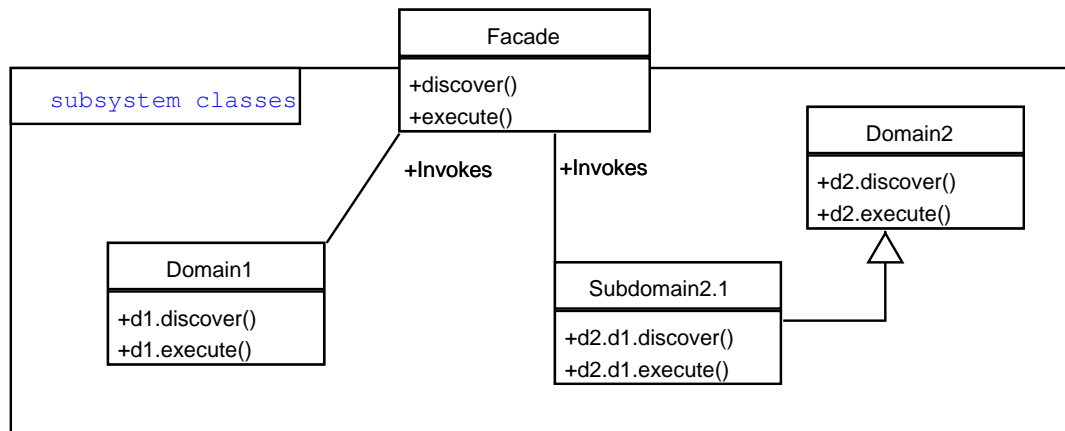 Facade
+discover()
+execute()
subsystem classes
+Invokes
+Invokes
Domain2
+d2.discover()
+d2.execute()
Domain1
+d1.discover()
+d1.execute()
Subdomain2.1
+d2.d1.discover()
+d2.d1.execute()